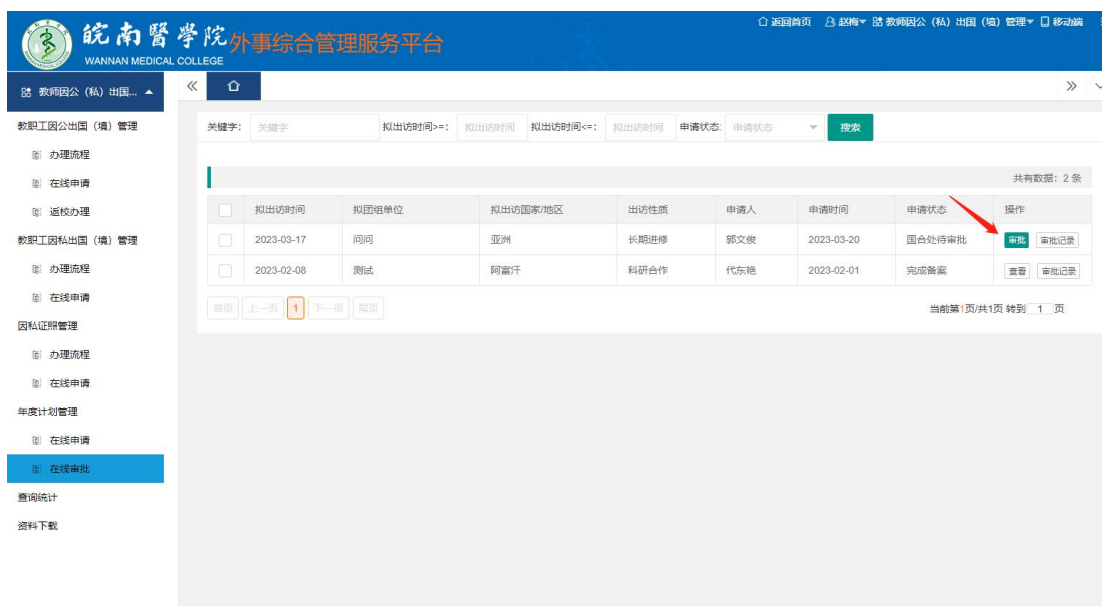 皖南醫學院外事综合管理服务平台
WANNAN MEDICAL COLLEGE
返回首页 赵梅 教师因公（私）出国（境）管理 移动端
教师因公（私）出国...
教职工因公出国（境）管理
办理流程
在线申请
返校办理
教职工因私出国（境）管理
办理流程
在线申请
因私证照管理
办理流程
在线申请
年度计划管理
在线申请
在线审批
查询统计
资料下载
关键字： 关键字 拟出访时间>=： 拟出访时间 拟出访时间<=： 拟出访时间 申请状态: 申请状态 搜索
共有数据：2 条
拟出访时间 拟团组单位 拟出访国家/地区 出访性质 申请人 申请时间 申请状态 操作
2023-03-17 问问 亚洲 长期进修 郭文俊 2023-03-20 国合处待审批 审批 审批记录
2023-02-08 测试 阿富汗 科研合作 代东艳 2023-02-01 完成备案 查看 审批记录
首页 上一页 1 下一页 尾页 当前第1页/共1页 转到 1 页